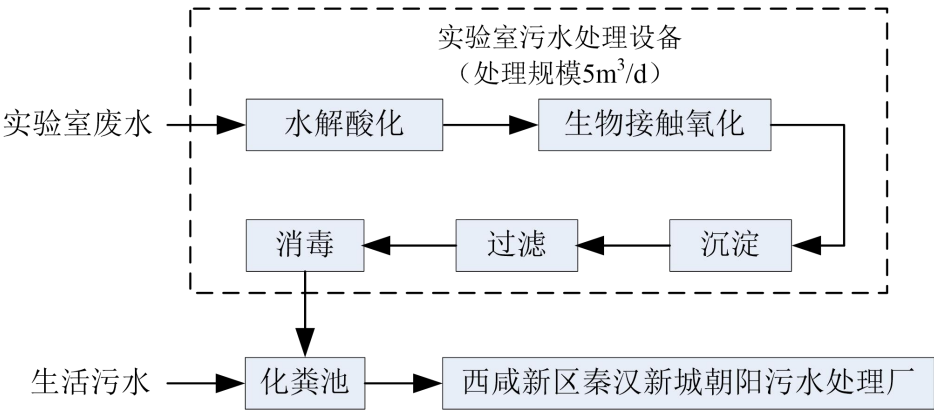 实验室污水处理设备
（处理规模5m³/d）
实验室废水
水解酸化
生物接触氧化
消毒
过滤
沉淀
生活污水
化粪池
西咸新区秦汉新城朝阳污水处理厂